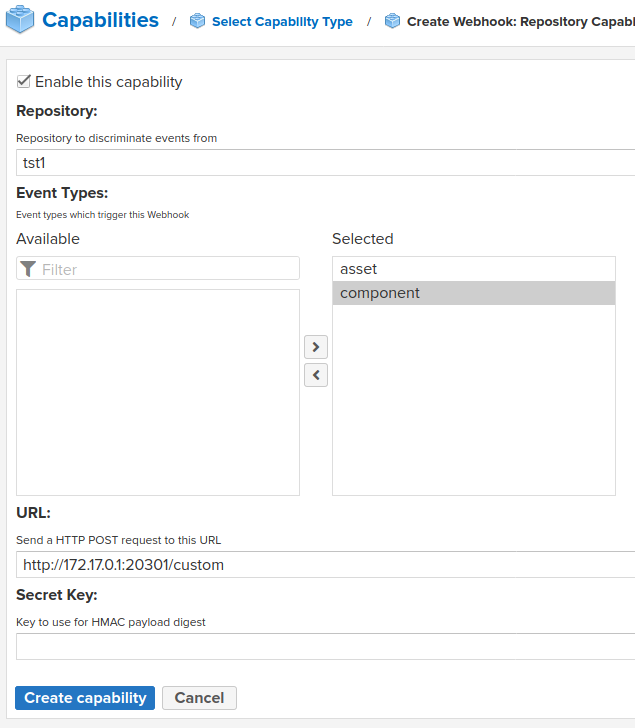 Capabilities / Select Capability Type / Create Webhook: Repository Capabi
Enable this capability
Repository:
Repository to discriminate events from
tst1
Event Types:
Event types which trigger this Webhook
Available
Selected
Filter
asset
component
URL:
Send a HTTP POST request to this URL
http://172.17.0.1:20301/custom
Secret Key:
Key to use for HMAC payload digest
Create capability
Cancel